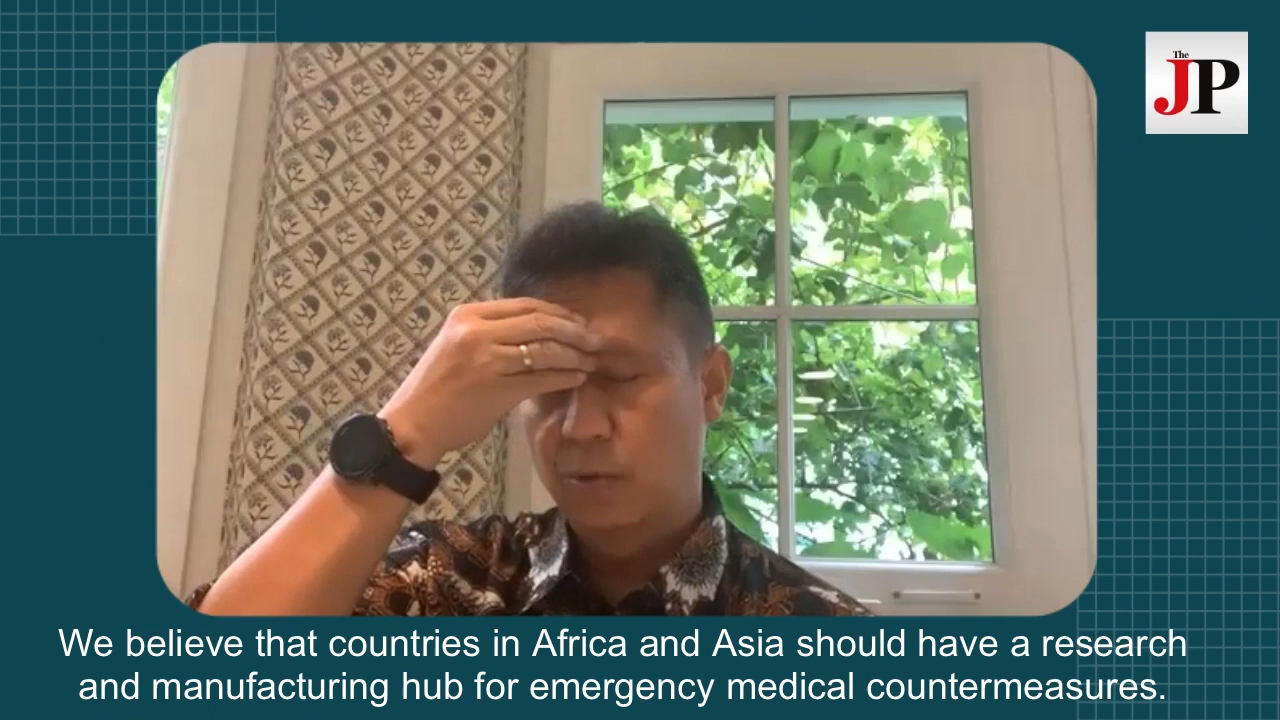 The
JP
We believe that countries in Africa and Asia should have a research
and manufacturing hub for emergency medical countermeasures.